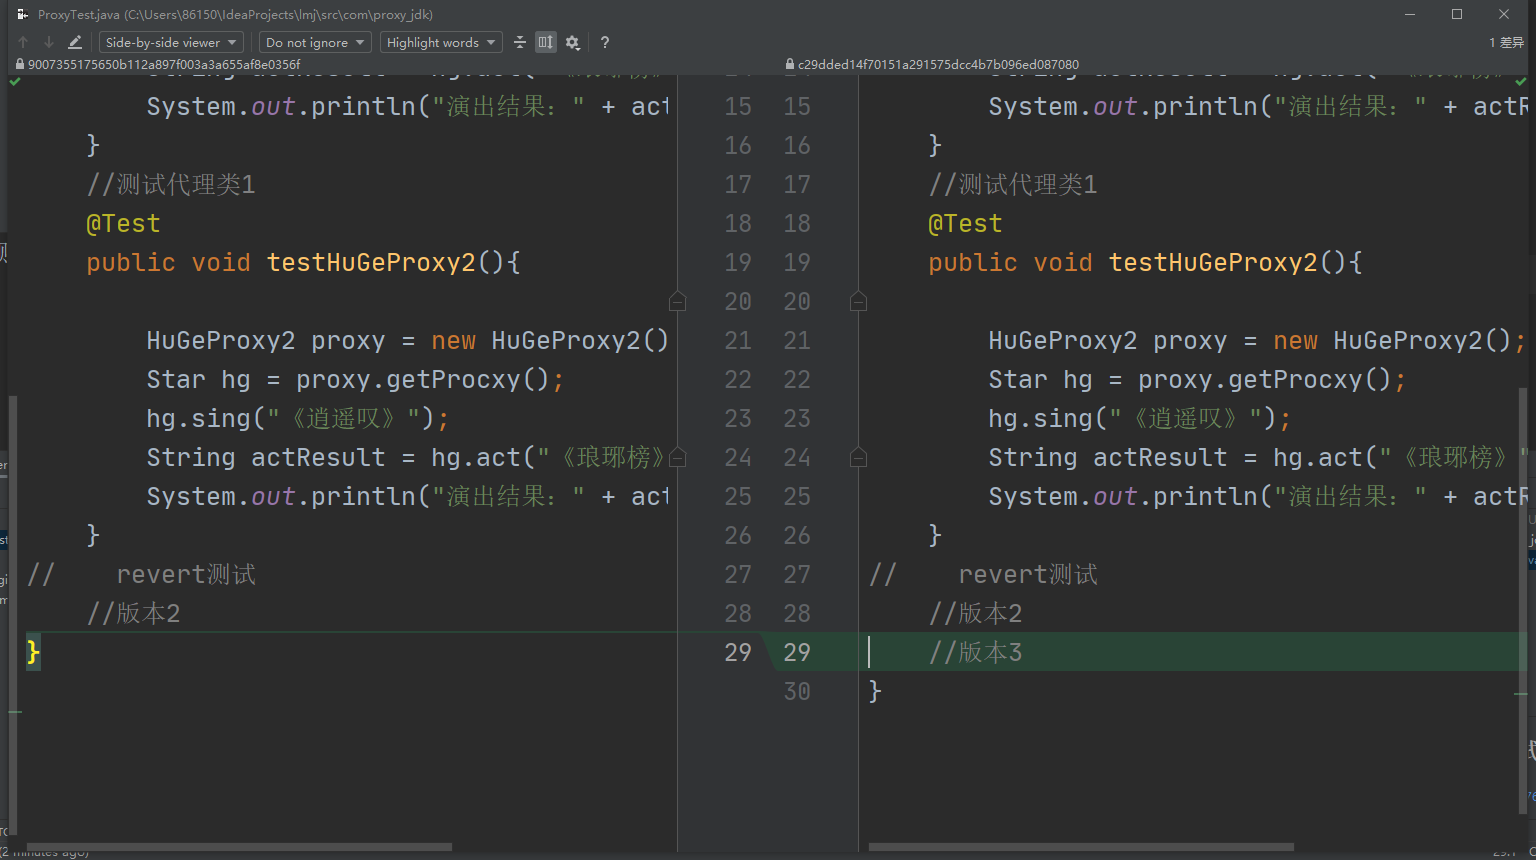 ProxyTest.java (C:\Users\86150\IdeaProjects\lmj\src\com\proxy_jdk)
Side-by-side viewer Do not ignore Highlight words ? 1 差异
9007355175650b112a897f003a3a655af8e0356f c29dded14f70151a291575dcc4b7b096ed087080
System.out.println("演出结果：" + act 15 15 System.out.println("演出结果：" + actR
} 16 16 }
//测试代理类1 17 17 //测试代理类1
@Test 18 18 @Test
public void testHuGeProxy2(){ 19 19 public void testHuGeProxy2(){
20 20
HuGeProxy2 proxy = new HuGeProxy2() 21 21 HuGeProxy2 proxy = new HuGeProxy2();
Star hg = proxy.getProcxy(); 22 22 Star hg = proxy.getProcxy();
hg.sing("《逍遥叹》"); 23 23 hg.sing("《逍遥叹》");
String actResult = hg.act("《琅琊榜》 24 24 String actResult = hg.act("《琅琊榜》"
System.out.println("演出结果：" + act 25 25 System.out.println("演出结果：" + actR
} 26 26 }
// revert测试 27 27 // revert测试
//版本2 28 28 //版本2
} 29 29 //版本3
30 }